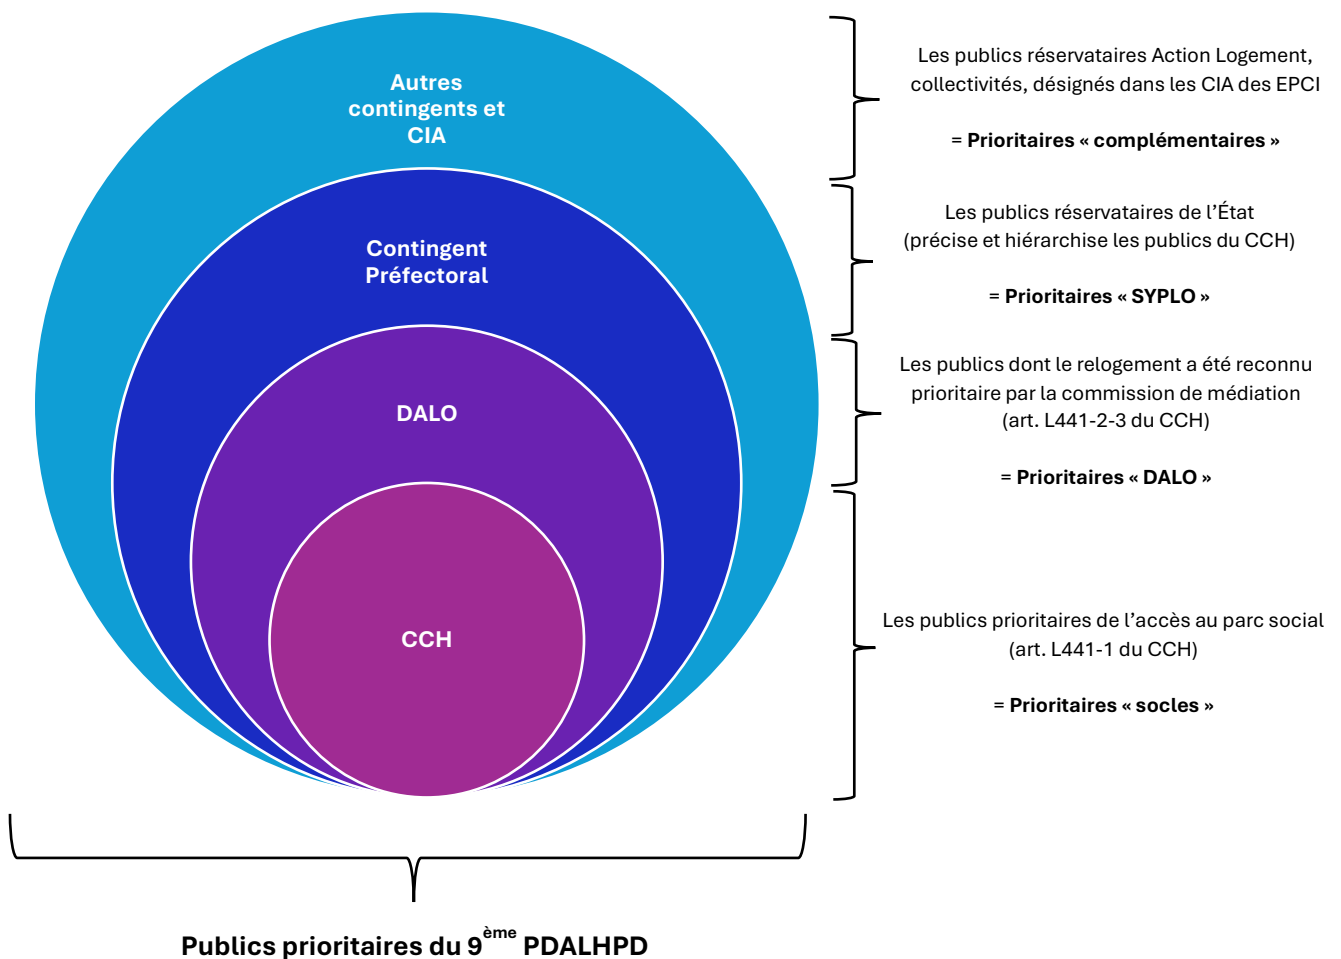 Autres
contingents et
CIA
Les publics réservataires Action Logement,
collectivités, désignés dans les CIA des EPCI
= Prioritaires « complémentaires »
Contingent
Préfectoral
Les publics réservataires de l’État
(précise et hiérarchise les publics du CCH)
= Prioritaires « SYPLO »
DALO
Les publics dont le relogement a été reconnu
prioritaire par la commission de médiation
(art. L441-2-3 du CCH)
= Prioritaires « DALO »
CCH
Les publics prioritaires de l’accès au parc social
(art. L441-1 du CCH)
= Prioritaires « socles »
Publics prioritaires du 9ème PDALHPD